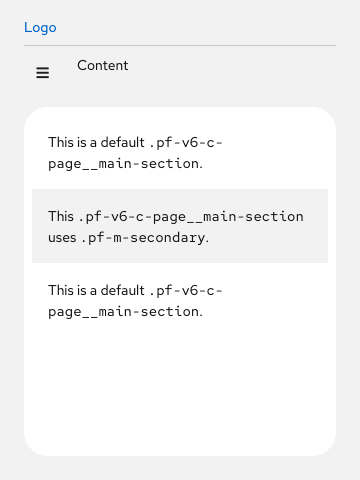 Logo
Content
This is a default .pf-v6-c-
page__main-section.
This .pf-v6-c-page__main-section
uses .pf-m-secondary.
This is a default .pf-v6-c-
page__main-section.